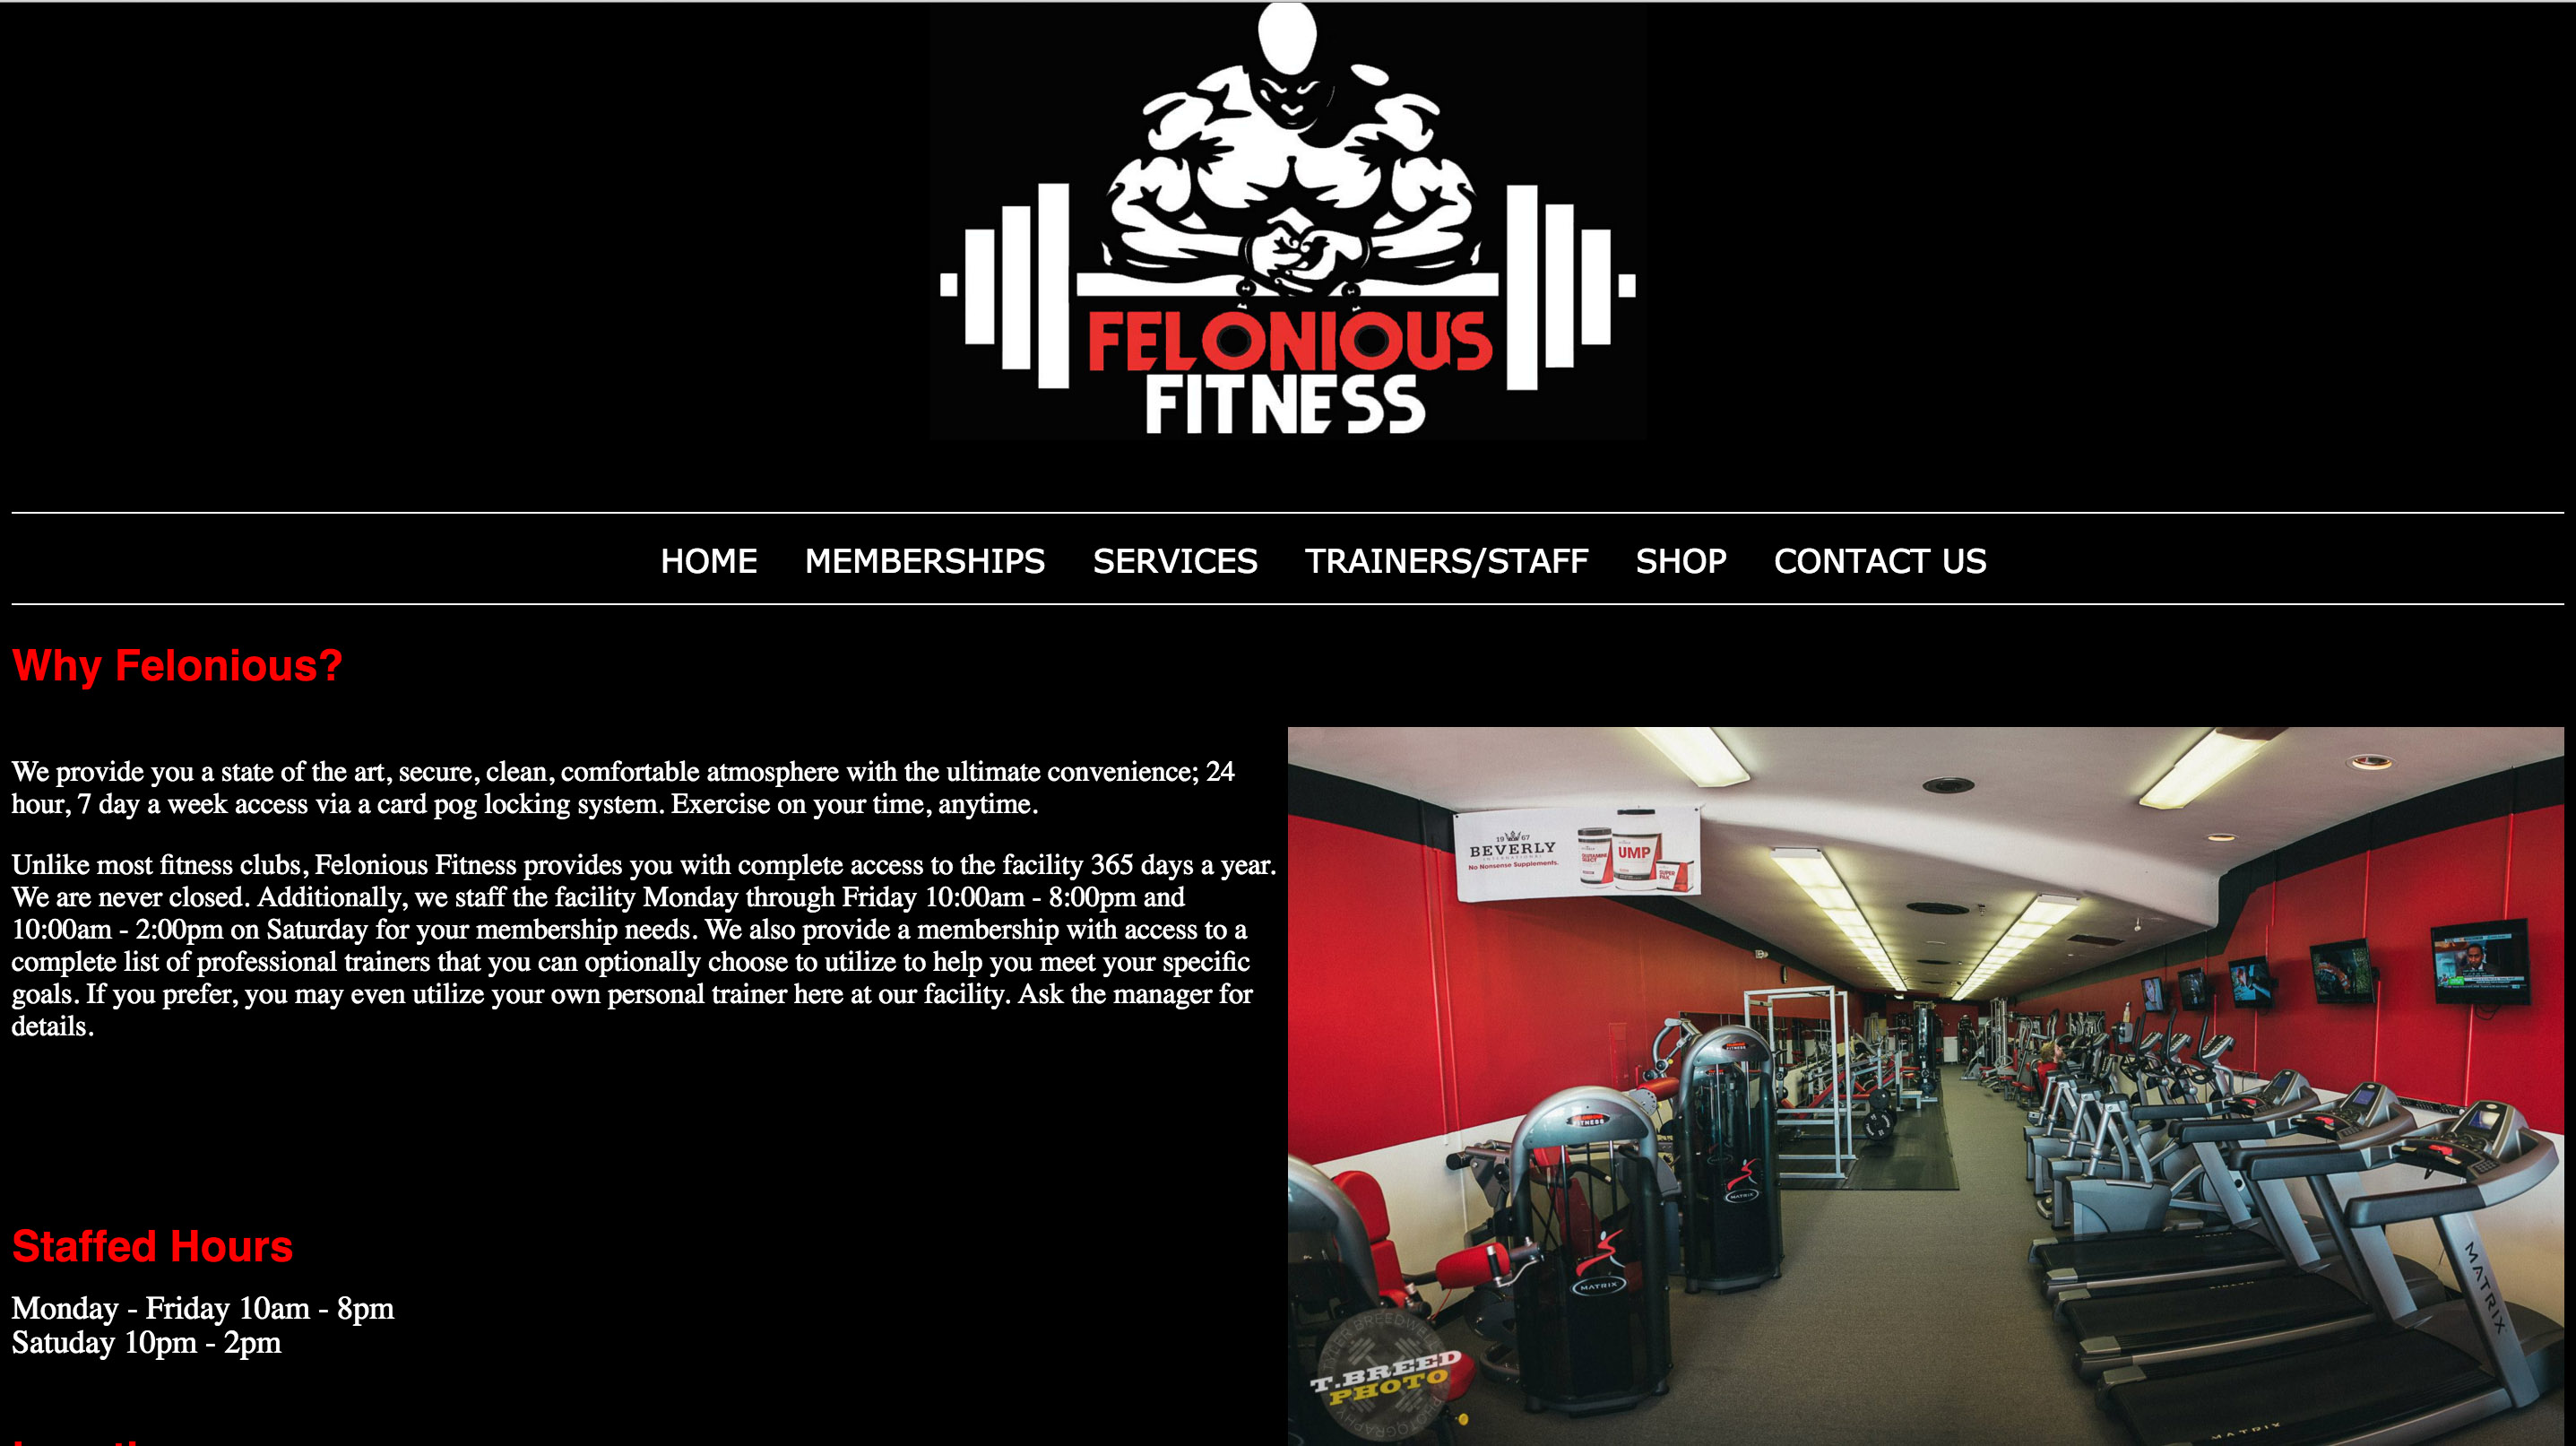 FELONIOUS
FITNESS
HOME MEMBERSHIPS SERVICES TRAINERS/STAFF SHOP CONTACT US
Why Felonious?
We provide you a state of the art, secure, clean, comfortable atmosphere with the ultimate convenience; 24
hour, 7 day a week access via a card pog locking system. Exercise on your time, anytime.
Unlike most fitness clubs, Felonious Fitness provides you with complete access to the facility 365 days a year.
We are never closed. Additionally, we staff the facility Monday through Friday 10:00am - 8:00pm and
10:00am - 2:00pm on Saturday for your membership needs. We also provide a membership with access to a
complete list of professional trainers that you can optionally choose to utilize to help you meet your specific
goals. If you prefer, you may even utilize your own personal trainer here at our facility. Ask the manager for
details.
Staffed Hours
Monday - Friday 10am - 8pm
Satuday 10pm - 2pm
1967
BEVERLY
INTERNATIONAL
No Nonsense Supplements.
UMP
SUPER
PAK
FITNESS
FITNESS
MATRIX
MATRIX
MATRIX
MATRIX
T.BREED
PHOTO
PHOTOGRAPHY